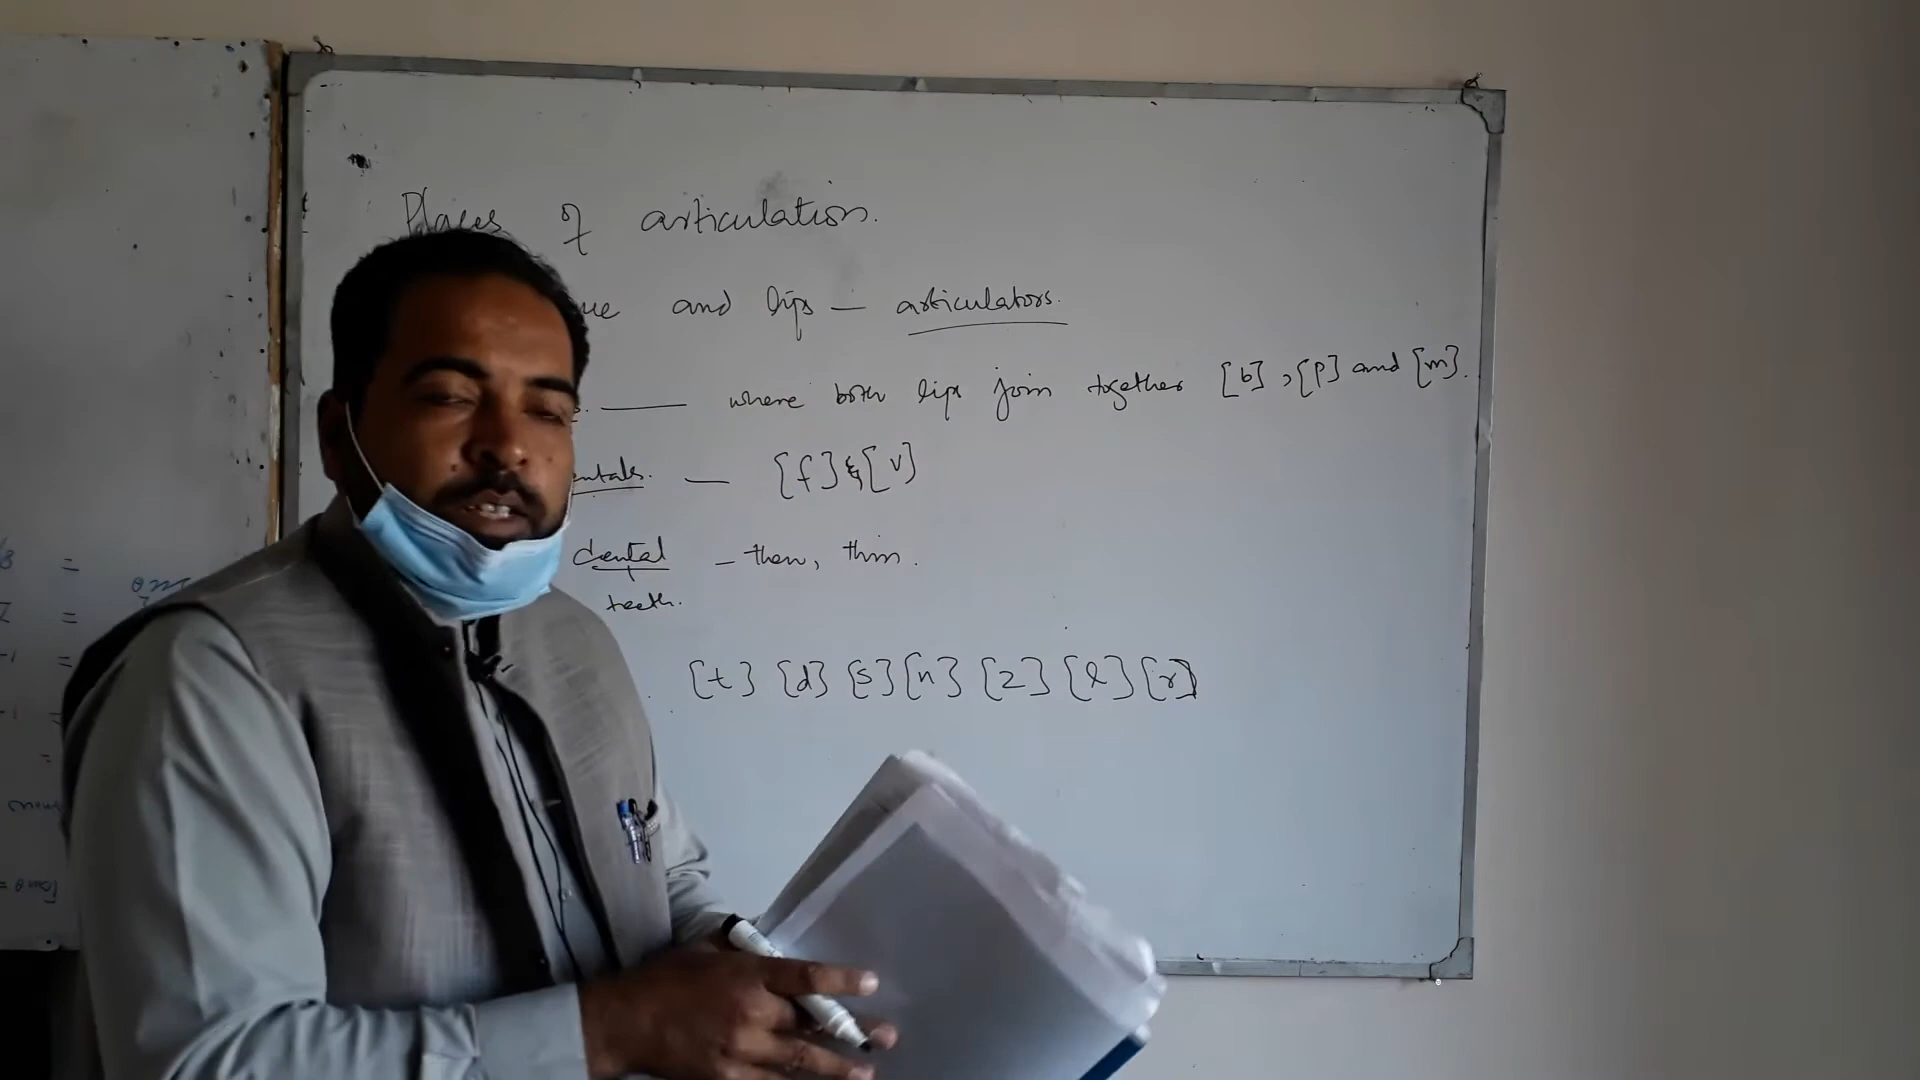 Places of articulation.
and lips — articulators.
where both lips join together [b], [p] and [m].
— [f] & [v]
dental — then, thin.
teeth.
[t] [d] [s] [n] [z] [l] [r]